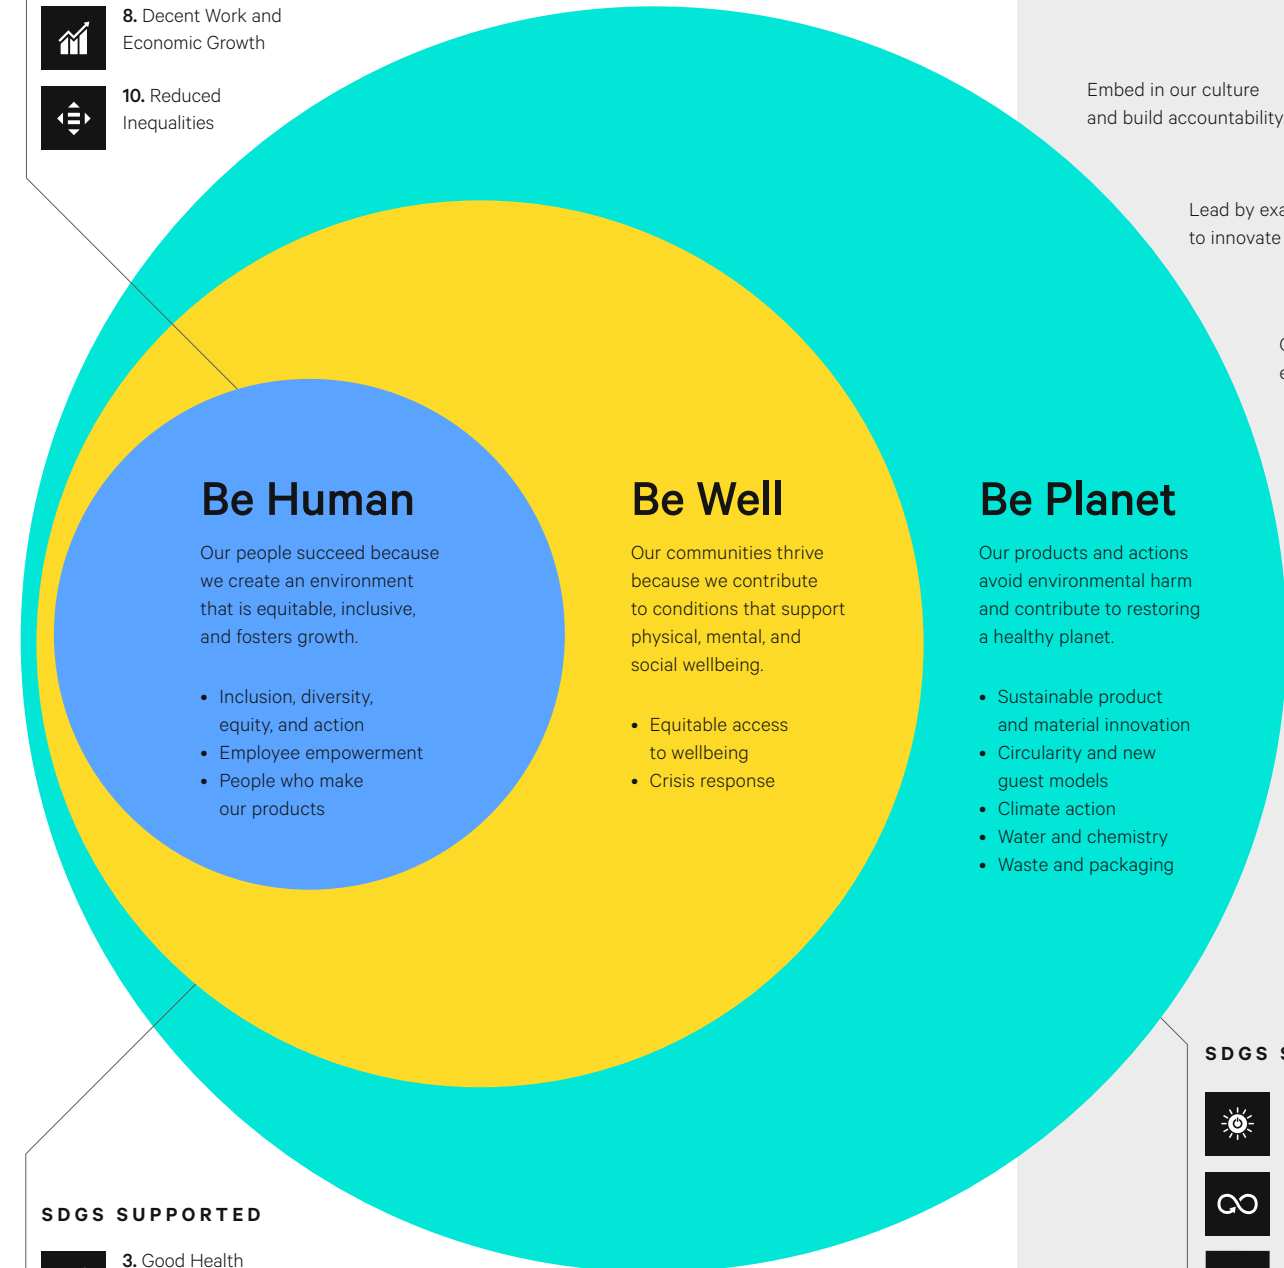 8. Decent Work and
Economic Growth
10. Reduced
Inequalities
Embed in our culture
and build accountability
Lead by
to innovate
Be Human
Our people succeed because
we create an environment
that is equitable, inclusive,
and fosters growth.
• Inclusion, diversity,
equity, and action
• Employee empowerment
• People who make
our products
Be Well
Our communities thrive
because we contribute
to conditions that support
physical, mental, and
social wellbeing.
• Equitable access
to wellbeing
• Crisis response
Be Planet
Our products and actions
avoid environmental harm
and contribute to restoring
a healthy planet.
• Sustainable product
and material innovation
• Circularity and new
guest models
• Climate action
• Water and chemistry
• Waste and packaging
SDGS
SDGS SUPPORTED
3. Good Health